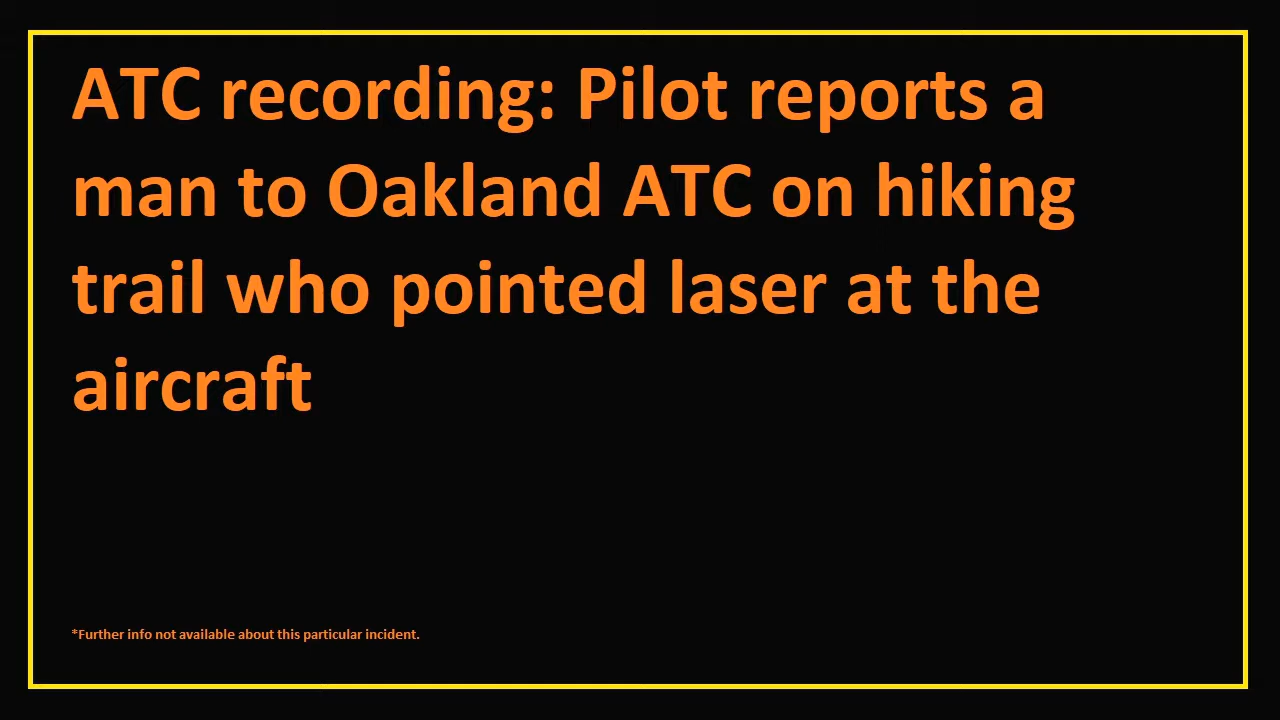 ATC recording: Pilot reports a
man to Oakland ATC on hiking
trail who pointed laser at the
aircraft
*Further info not available about this particular incident.